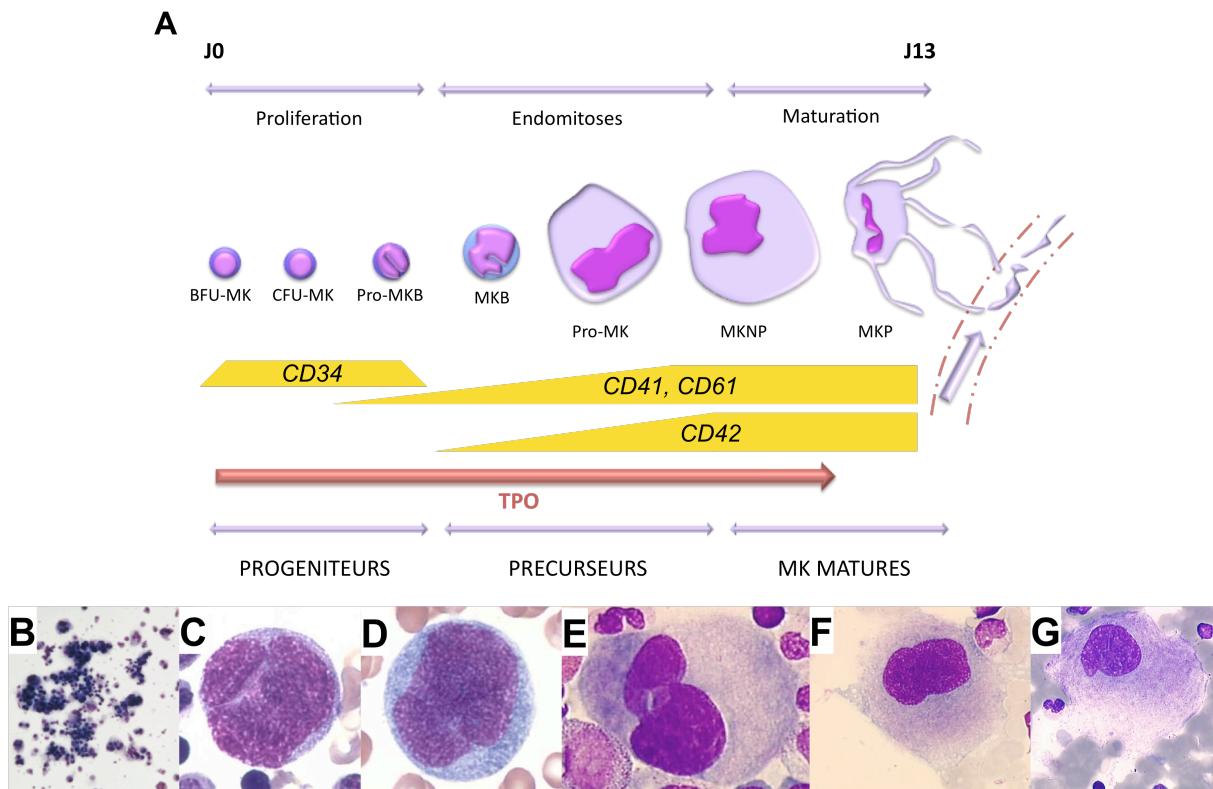 A
J0
J13
Proliferation
Endomitoses
Maturation
BFU-MK
CFU-MK
Pro-MKB
MKB
Pro-MK
MKNP
MKP
CD34
CD41, CD61
CD42
TPO
PROGENITEURS
PRECURSEURS
MK MATURES
B
C
D
E
F
G